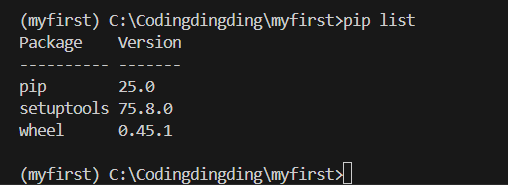 (myfirst) C:\Codingdingding\myfirst>pip list
Package    Version
---------- -------
pip        25.0
setuptools 75.8.0
wheel      0.45.1
(myfirst) C:\Codingdingding\myfirst>